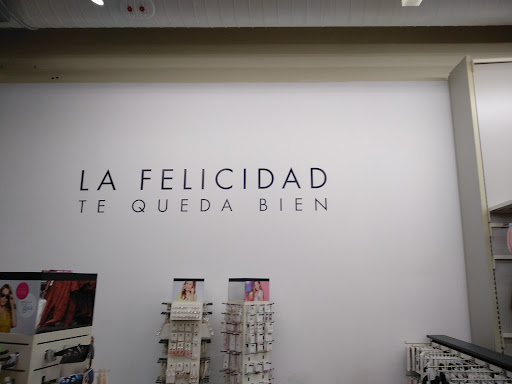 LA FELICIDAD
TE QUEDA BIEN